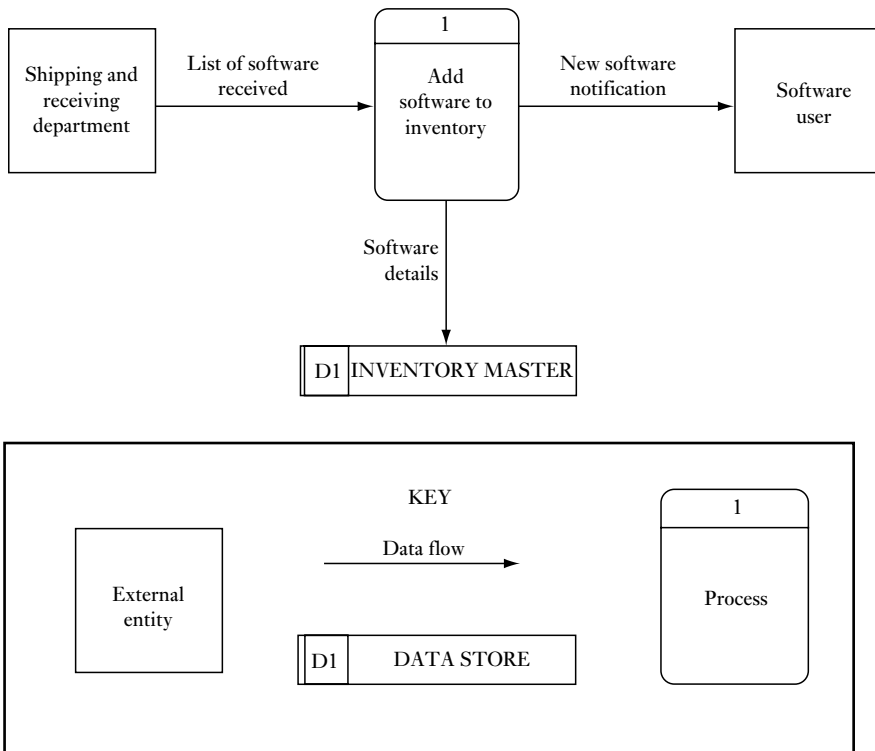 1
Shipping and
receiving
department
List of software
received
Add
software to
inventory
New software
notification
Software
user
Software
details
D1 INVENTORY MASTER
KEY
External
entity
Data flow
D1 DATA STORE
1
Process